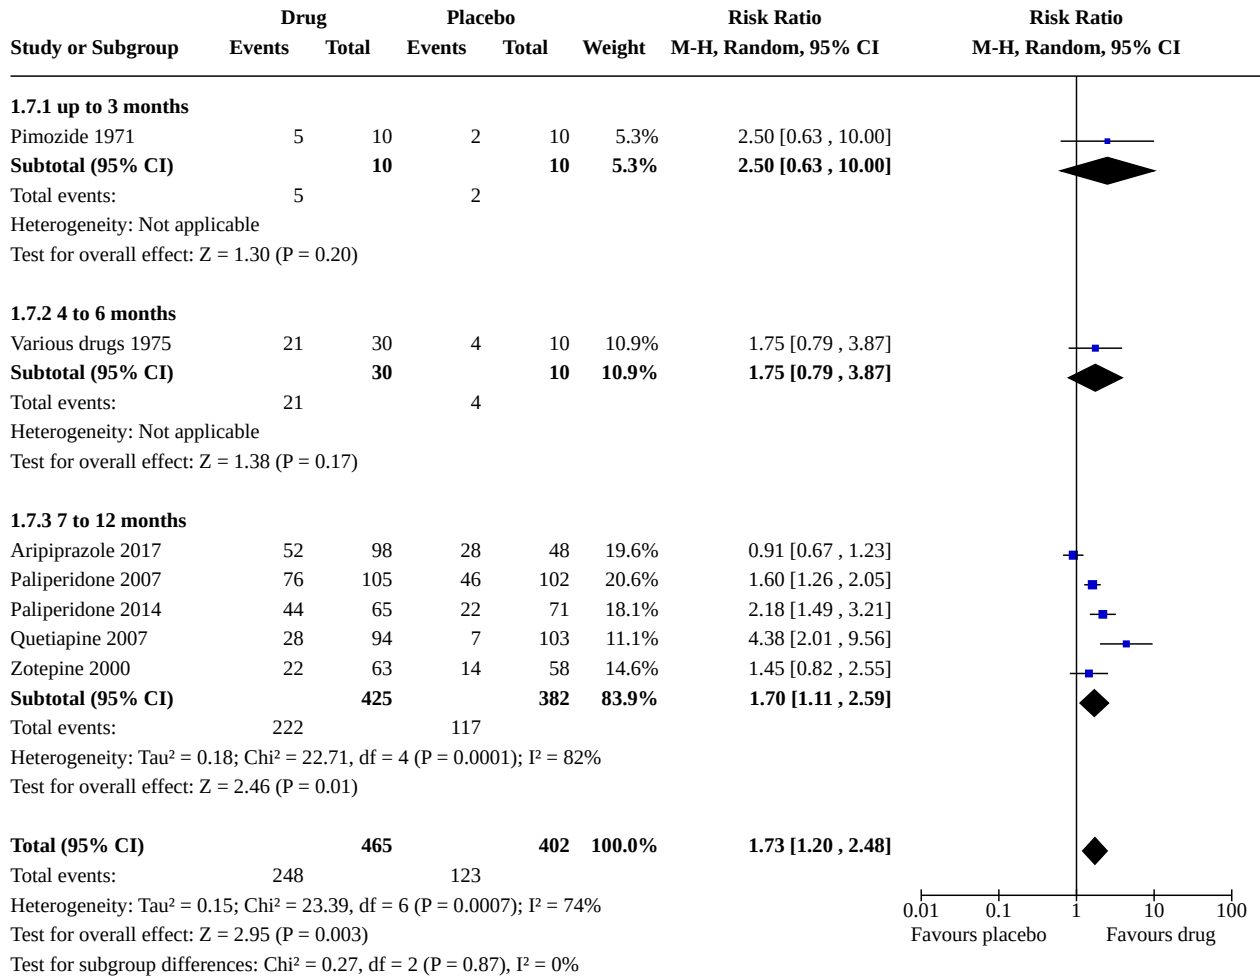 Drug Placebo Risk Ratio Risk Ratio
Study or Subgroup Events Total Events Total Weight M-H, Random, 95% CI M-H, Random, 95% CI
1.7.1 up to 3 months
Pimozide 1971 5 10 2 10 5.3% 2.50 [0.63 , 10.00]
Subtotal (95% CI) 10 10 5.3% 2.50 [0.63 , 10.00]
Total events: 5 2
Heterogeneity: Not applicable
Test for overall effect: Z = 1.30 (P = 0.20)
1.7.2 4 to 6 months
Various drugs 1975 21 30 4 10 10.9% 1.75 [0.79 , 3.87]
Subtotal (95% CI) 30 10 10.9% 1.75 [0.79 , 3.87]
Total events: 21 4
Heterogeneity: Not applicable
Test for overall effect: Z = 1.38 (P = 0.17)
1.7.3 7 to 12 months
Aripiprazole 2017 52 98 28 48 19.6% 0.91 [0.67 , 1.23]
Paliperidone 2007 76 105 46 102 20.6% 1.60 [1.26 , 2.05]
Paliperidone 2014 44 65 22 71 18.1% 2.18 [1.49 , 3.21]
Quetiapine 2007 28 94 7 103 11.1% 4.38 [2.01 , 9.56]
Zotepine 2000 22 63 14 58 14.6% 1.45 [0.82 , 2.55]
Subtotal (95% CI) 425 382 83.9% 1.70 [1.11 , 2.59]
Total events: 222 117
Heterogeneity: Tau² = 0.18; Chi² = 22.71, df = 4 (P = 0.0001); I² = 82%
Test for overall effect: Z = 2.46 (P = 0.01)
Total (95% CI) 465 402 100.0% 1.73 [1.20 , 2.48]
Total events: 248 123
Heterogeneity: Tau² = 0.15; Chi² = 23.39, df = 6 (P = 0.0007); I² = 74%
Test for overall effect: Z = 2.95 (P = 0.003)
Test for subgroup differences: Chi² = 0.27, df = 2 (P = 0.87), I² = 0%
0.01 0.1 1 10 100
Favours placebo Favours drug